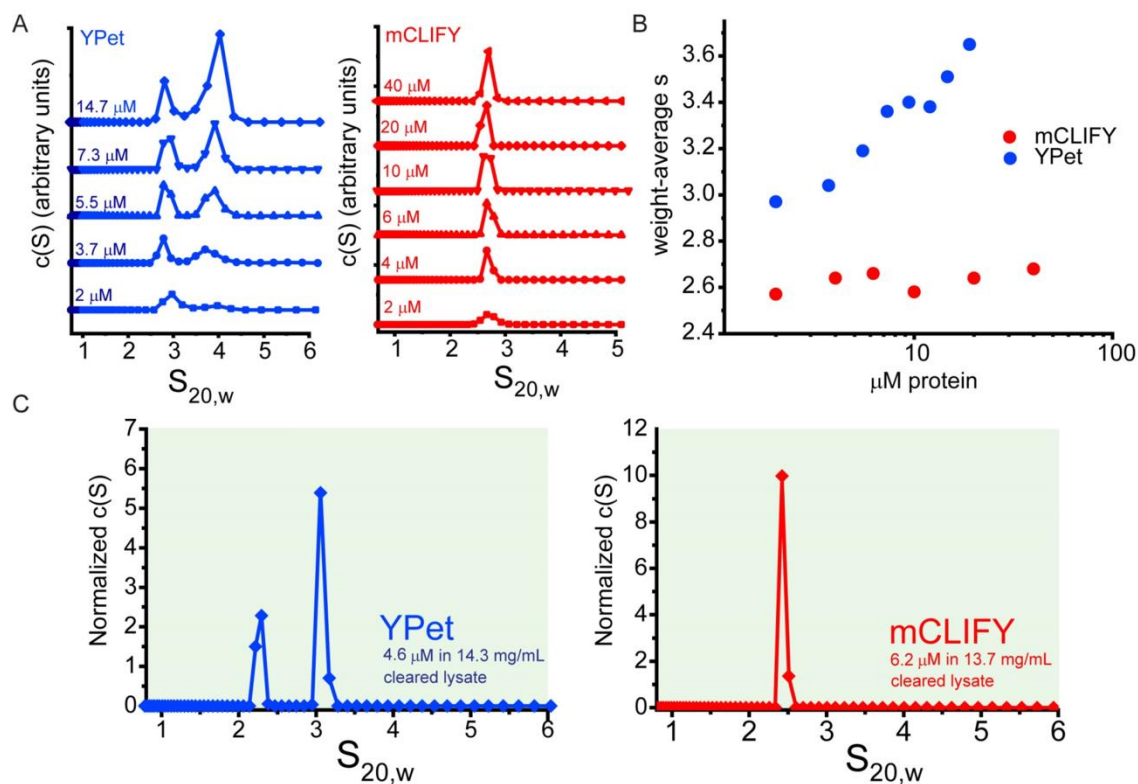 A
YPet
c(S) (arbitrary units)
14.7 μM
7.3 μM
5.5 μM
3.7 μM
2 μM
1 2 3 4 5 6
S20,w
mCLIFY
c(S) (arbitrary units)
40 μM
20 μM
10 μM
6 μM
4 μM
2 μM
1 2 3 4 5
S20,w
B
weight-average s
3.6
3.4
3.2
3.0
2.8
2.6
2.4
mCLIFY
YPet
10 100
μM protein
C
Normalized c(S)
7
6
5
4
3
2
1
0
YPet
4.6 μM in 14.3 mg/mL
cleared lysate
1 2 3 4 5 6
S20,w
Normalized c(S)
12
10
8
6
4
2
0
mCLIFY
6.2 μM in 13.7 mg/mL
cleared lysate
1 2 3 4 5 6
S20,w